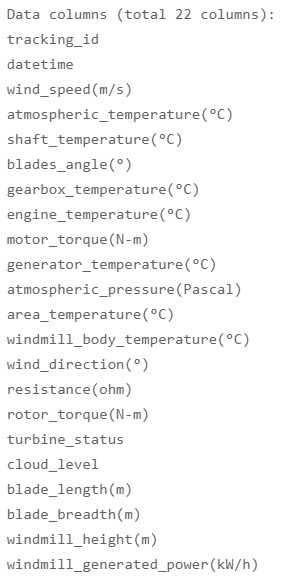 Data columns (total 22 columns):
tracking_id
datetime
wind_speed(m/s)
atmospheric_temperature(°C)
shaft_temperature(°C)
blades_angle(°)
gearbox_temperature(°C)
engine_temperature(°C)
motor_torque(N-m)
generator_temperature(°C)
atmospheric_pressure(Pascal)
area_temperature(°C)
windmill_body_temperature(°C)
wind_direction(°)
resistance(ohm)
rotor_torque(N-m)
turbine_status
cloud_level
blade_length(m)
blade_breadth(m)
windmill_height(m)
windmill_generated_power(kW/h)